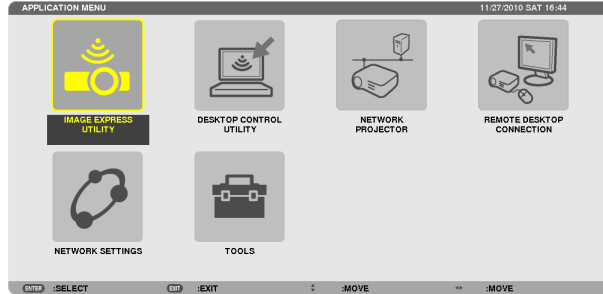 APPLICATION MENU 11/27/2010 SAT 16:44
IMAGE EXPRESS
UTILITY
DESKTOP CONTROL
UTILITY
NETWORK
PROJECTOR
REMOTE DESKTOP
CONNECTION
NETWORK SETTINGS
TOOLS
ENTER :SELECT EXIT :EXIT :MOVE :MOVE